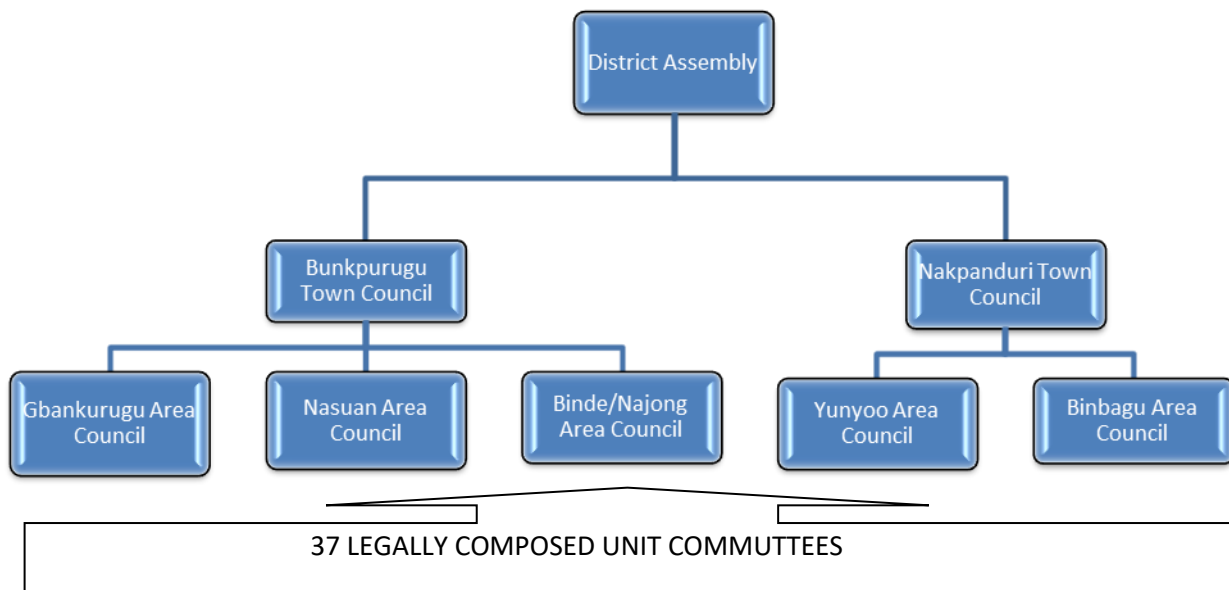 District Assembly
Bunkpurugu
Town Council
Nakpanduri Town
Council
Gbankurugu Area
Council
Nasuan Area
Council
Binde/Najong
Area Council
Yunyoo Area
Council
Binbagu Area
Council
37 LEGALLY COMPOSED UNIT COMMUTTEES